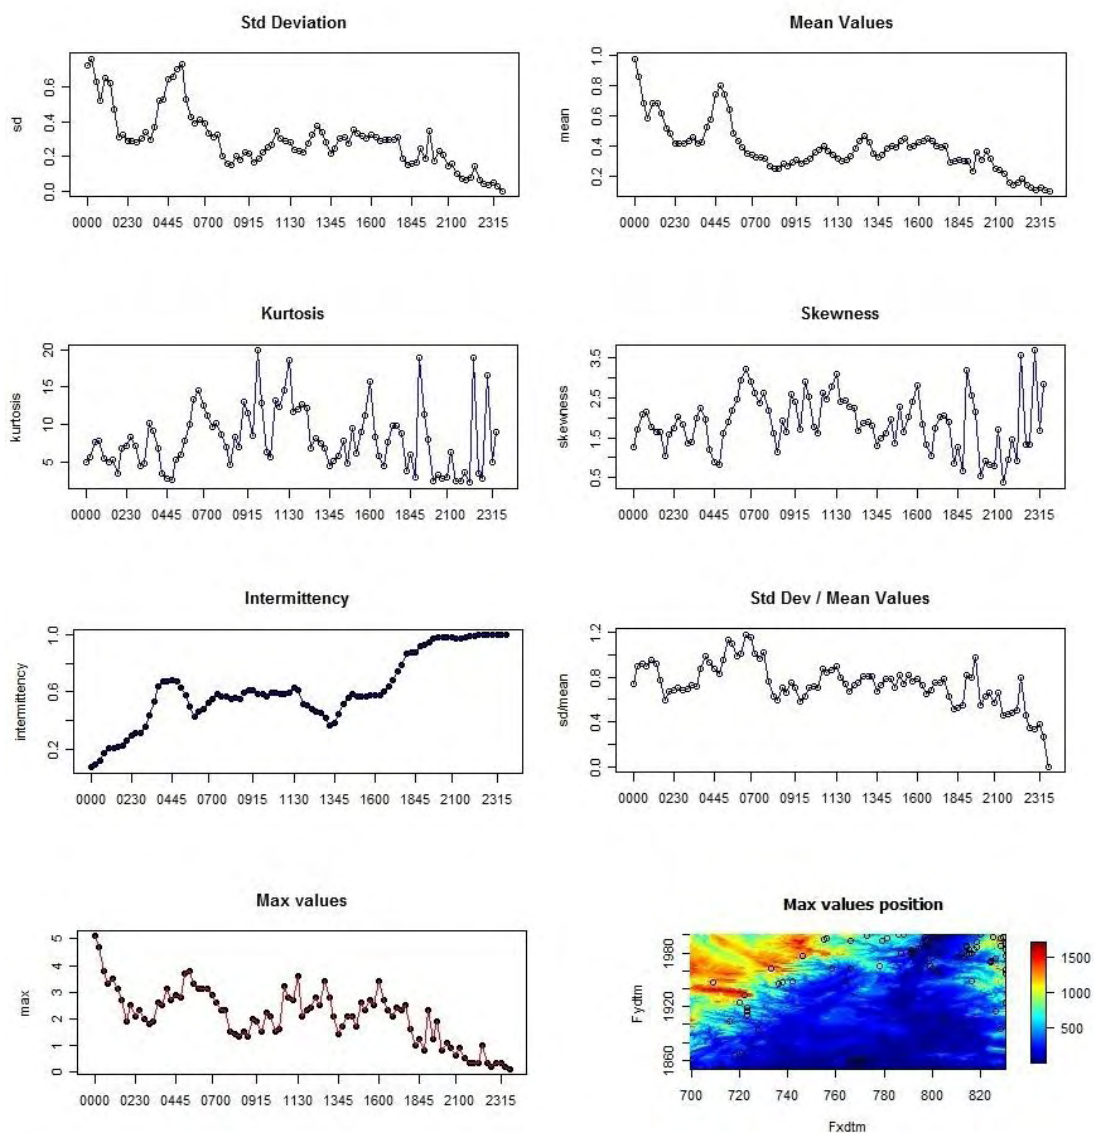 Std Deviation
sd
0.0 0.2 0.4 0.6
0000 0230 0445 0700 0915 1130 1345 1600 1845 2100 2315
Mean Values
mean
0.2 0.4 0.6 0.8 1.0
0000 0230 0445 0700 0915 1130 1345 1600 1845 2100 2315
Kurtosis
kurtosis
5 10 15 20
0000 0230 0445 0700 0915 1130 1345 1600 1845 2100 2315
Skewness
skewness
0.5 1.5 2.5 3.5
0000 0230 0445 0700 0915 1130 1345 1600 1845 2100 2315
Intermittency
intermittency
0.2 0.6 1.0
0000 0230 0445 0700 0915 1130 1345 1600 1845 2100 2315
Std Dev / Mean Values
sd/mean
0.0 0.4 0.8 1.2
0000 0230 0445 0700 0915 1130 1345 1600 1845 2100 2315
Max values
max
0 1 2 3 4 5
0000 0230 0445 0700 0915 1130 1345 1600 1845 2100 2315
Max values position
Fydtm
1860 1920 1980
700 720 740 760 780 800 820
Fxdtm
1500
1000
500